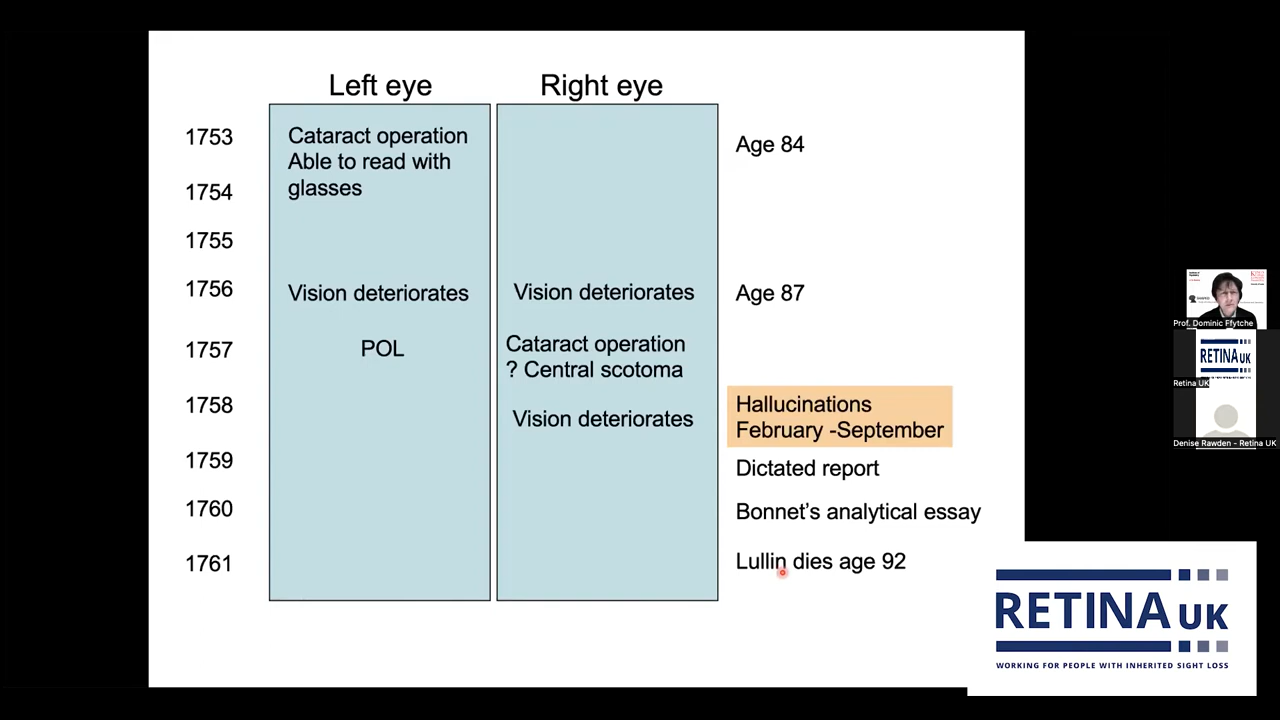 Left eye
Right eye
1753
Cataract operation
Able to read with
glasses
Age 84
1754
1755
1756
Vision deteriorates
Vision deteriorates
Age 87
1757
POL
Cataract operation
? Central scotoma
1758
Vision deteriorates
Hallucinations
February -September
1759
Dictated report
1760
Bonnet's analytical essay
1761
Lullin dies age 92
Prof. Dominic Ffytche
RETINA UK
Retina UK
Denise Rawden - Retina UK
RETINA UK
WORKING FOR PEOPLE WITH INHERITED SIGHT LOSS